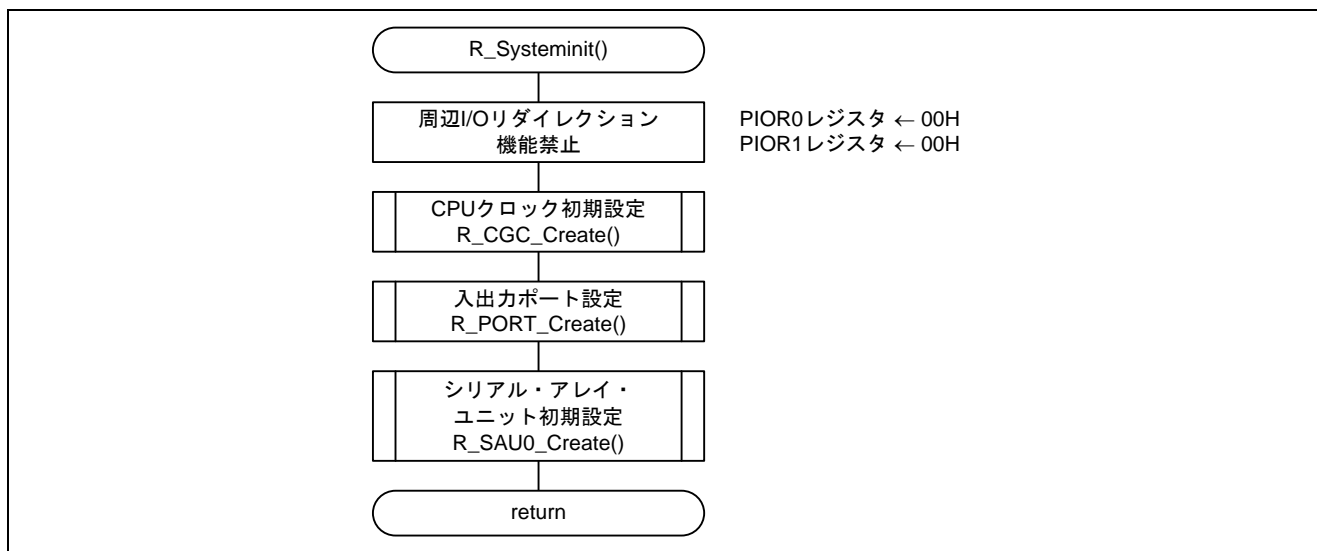 R_Systeminit()
周辺I/Oリダイレクション
機能禁止
PIOR0レジスタ ← 00H
PIOR1レジスタ ← 00H
CPUクロック初期設定
R_CGC_Create()
入出力ポート設定
R_PORT_Create()
シリアル・アレイ・
ユニット初期設定
R_SAU0_Create()
return